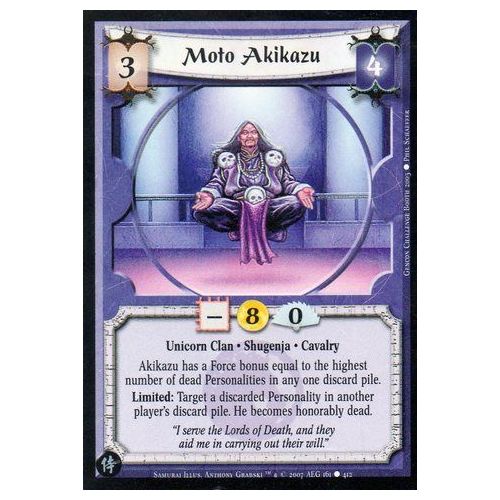 3
Moto Akikazu
4
GENCON CHALLENGE BOOTH 2005 ● PHIL SCHAEFER
– 8 0
Unicorn Clan • Shugenja • Cavalry
Akikazu has a Force bonus equal to the highest
number of dead Personalities in any one discard pile.
Limited: Target a discarded Personality in another
player's discard pile. He becomes honorably dead.
"I serve the Lords of Death, and they
aid me in carrying out their will."
侍
SAMURAI ILLUS. ANTHONY GRABSKI ™ & © 2007 AEG 161 ● 412